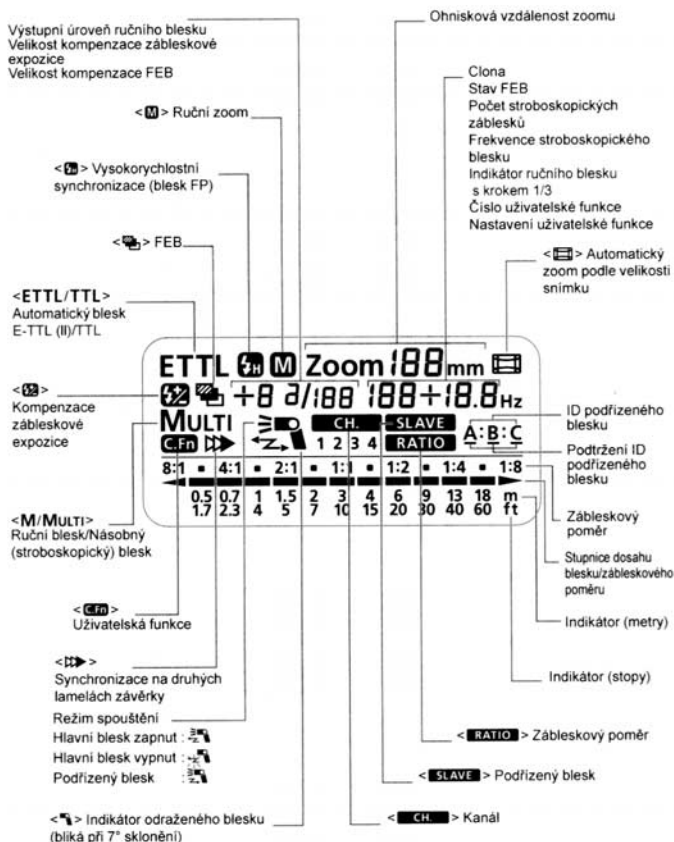 Výstupní úroveň ručního blesku
Velikost kompenzace zábleskové
expozice
Velikost kompenzace FEB
Ohnisková vzdálenost zoomu
Clona
Stav FEB
Počet stroboskopických
záblesků
Frekvence stroboskopického
blesku
Indikátor ručního blesku
s krokem 1/3
Číslo uživatelské funkce
Nastavení uživatelské funkce
<M> Ruční zoom
<H> Vysokorychlostní
synchronizace (blesk FP)
< > FEB
< > Automatický
zoom podle velikosti
snímku
<ETTL/TTL>
Automatický blesk
E-TTL (II)/TTL
< >
Kompenzace
zábleskové
expozice
<M/MULTI>
Ruční blesk/Násobný
(stroboskopický) blesk
ETTL H M Zoom 188 mm
+8 8/188 188+18.8 Hz
MULTI CH. SLAVE
C.Fn 1 2 3 4 RATIO A:B:C
8:1 4:1 2:1 1:1 1:2 1:4 1:8
0.5 0.7 1 1.5 2 3 4 6 9 13 18 m
1.7 2.3 4 5 7 10 15 20 30 40 60 ft
ID podřízeného
blesku
Podtržení ID
podřízeného
blesku
Zábleskový
poměr
Stupnice dosahu
blesku/zábleskového
poměru
Indikátor (metry)
Indikátor (stopy)
<C.Fn>
Uživatelská funkce
< >
Synchronizace na druhých
lamelách závěrky
Režim spouštění
Hlavní blesk zapnut :
Hlavní blesk vypnut :
Podřízený blesk :
< > Indikátor odraženého blesku
(bliká při 7° sklonění)
< RATIO > Zábleskový poměr
< SLAVE > Podřízený blesk
< CH. > Kanál